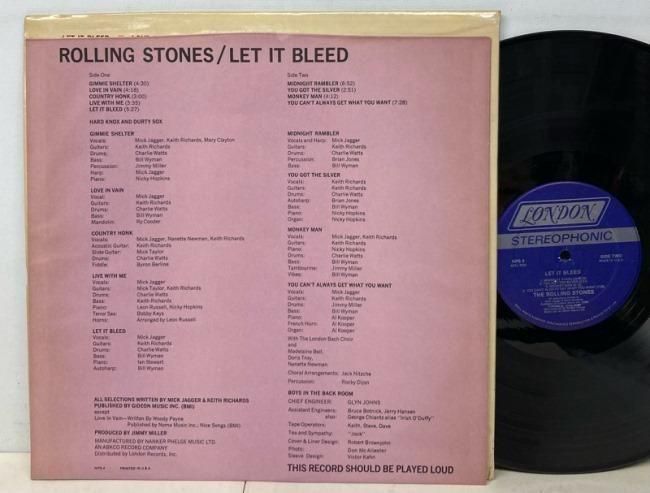 ROLLING STONES/LET IT BLEED
Side One
GIMMIE SHELTER (4:30)
LOVE IN VAIN (4:18)
COUNTRY HONK (3:00)
LIVE WITH ME (3:35)
LET IT BLEED (5:27)
HARD KNOX AND DURTY SOX
GIMMIE SHELTER
Vocals: Mick Jagger, Keith Richards, Mary Clayton
Guitars: Keith Richards
Drums: Charlie Watts
Bass: Bill Wyman
Percussion: Jimmy Miller
Harp: Mick Jagger
Piano: Nicky Hopkins
LOVE IN VAIN
Vocal: Mick Jagger
Guitars: Keith Richards
Drums: Charlie Watts
Bass: Bill Wyman
Mandolin: Ry Cooder
COUNTRY HONK
Vocals: Mick Jagger, Nanette Newman, Keith Richards
Acoustic Guitar: Keith Richards
Slide Guitar: Mick Taylor
Drums: Charlie Watts
Fiddle: Byron Berline
LIVE WITH ME
Vocals: Mick Jagger
Guitars: Mick Taylor, Keith Richards
Drums: Charlie Watts
Bass: Keith Richards
Piano: Leon Russell, Nicky Hopkins
Tenor Sax: Bobby Keys
Horns: Arranged by Leon Russell
LET IT BLEED
Vocals: Mick Jagger
Guitars: Keith Richards
Drums: Charlie Watts
Bass: Bill Wyman
Piano: Ian Stewart
Autoharp: Bill Wyman
ALL SELECTIONS WRITTEN BY MICK JAGGER & KEITH RICHARDS
PUBLISHED BY GIDEON MUSIC INC. (BMI)
except
Love In Vain—Written By Woody Payne
Published by Noma Music Inc., Nice Songs (BMI)
PRODUCED BY JIMMY MILLER
MANUFACTURED BY NANKER PHELGE MUSIC LTD.
AN ABKCO RECORD COMPANY
Distributed by London Records, Inc.
NPS-4 PRINTED IN U.S.A.
Side Two
MIDNIGHT RAMBLER (6:52)
YOU GOT THE SILVER (2:51)
MONKEY MAN (4:12)
YOU CAN'T ALWAYS GET WHAT YOU WANT (7:28)
MIDNIGHT RAMBLER
Vocals and Harp: Mick Jagger
Guitars: Keith Richards
Drums: Charlie Watts
Bass: Bill Wyman
Percussion: Brian Jones
YOU GOT THE SILVER
Vocals: Keith Richards
Guitars: Keith Richards
Drums: Charlie Watts
Autoharp: Brian Jones
Bass: Bill Wyman
Piano: Nicky Hopkins
Organ: Nicky Hopkins
MONKEY MAN
Vocals: Mick Jagger
Guitars: Keith Richards
Drums: Charlie Watts
Bass: Bill Wyman
Piano: Nicky Hopkins
Tambourine: Jimmy Miller
Vibes: Bill Wyman
YOU CAN'T ALWAYS GET WHAT YOU WANT
Vocals: Mick Jagger
Guitars: Keith Richards
Drums: Jimmy Miller
Bass: Bill Wyman
Piano: Al Kooper
French Horn: Al Kooper
Organ: Al Kooper
With The London Bach Choir
and
Madelaine Bell,
Doris Troy,
Nanette Newman
Choral Arrangements: Jack Nitzche
Percussion: Rocky Dijon
BOYS IN THE BACK ROOM
CHIEF ENGINEER: GLYN JOHNS
Assistant Engineers: Bruce Botnick, Jerry Hansen
also: George Chkiantz alias "Irish O'Duffy"
Tape Operators: Keith, Steve, Dave
Tea and Sympathy: "Jack"
Cover & Liner Design: Robert Brownjohn
Photo: Don McAllester
Sleeve Design: Victor Kahn
THIS RECORD SHOULD BE PLAYED LOUD
LONDON
STEREOPHONIC
NPS 4
SIDE TWO
LET IT BLEED
THE ROLLING STONES